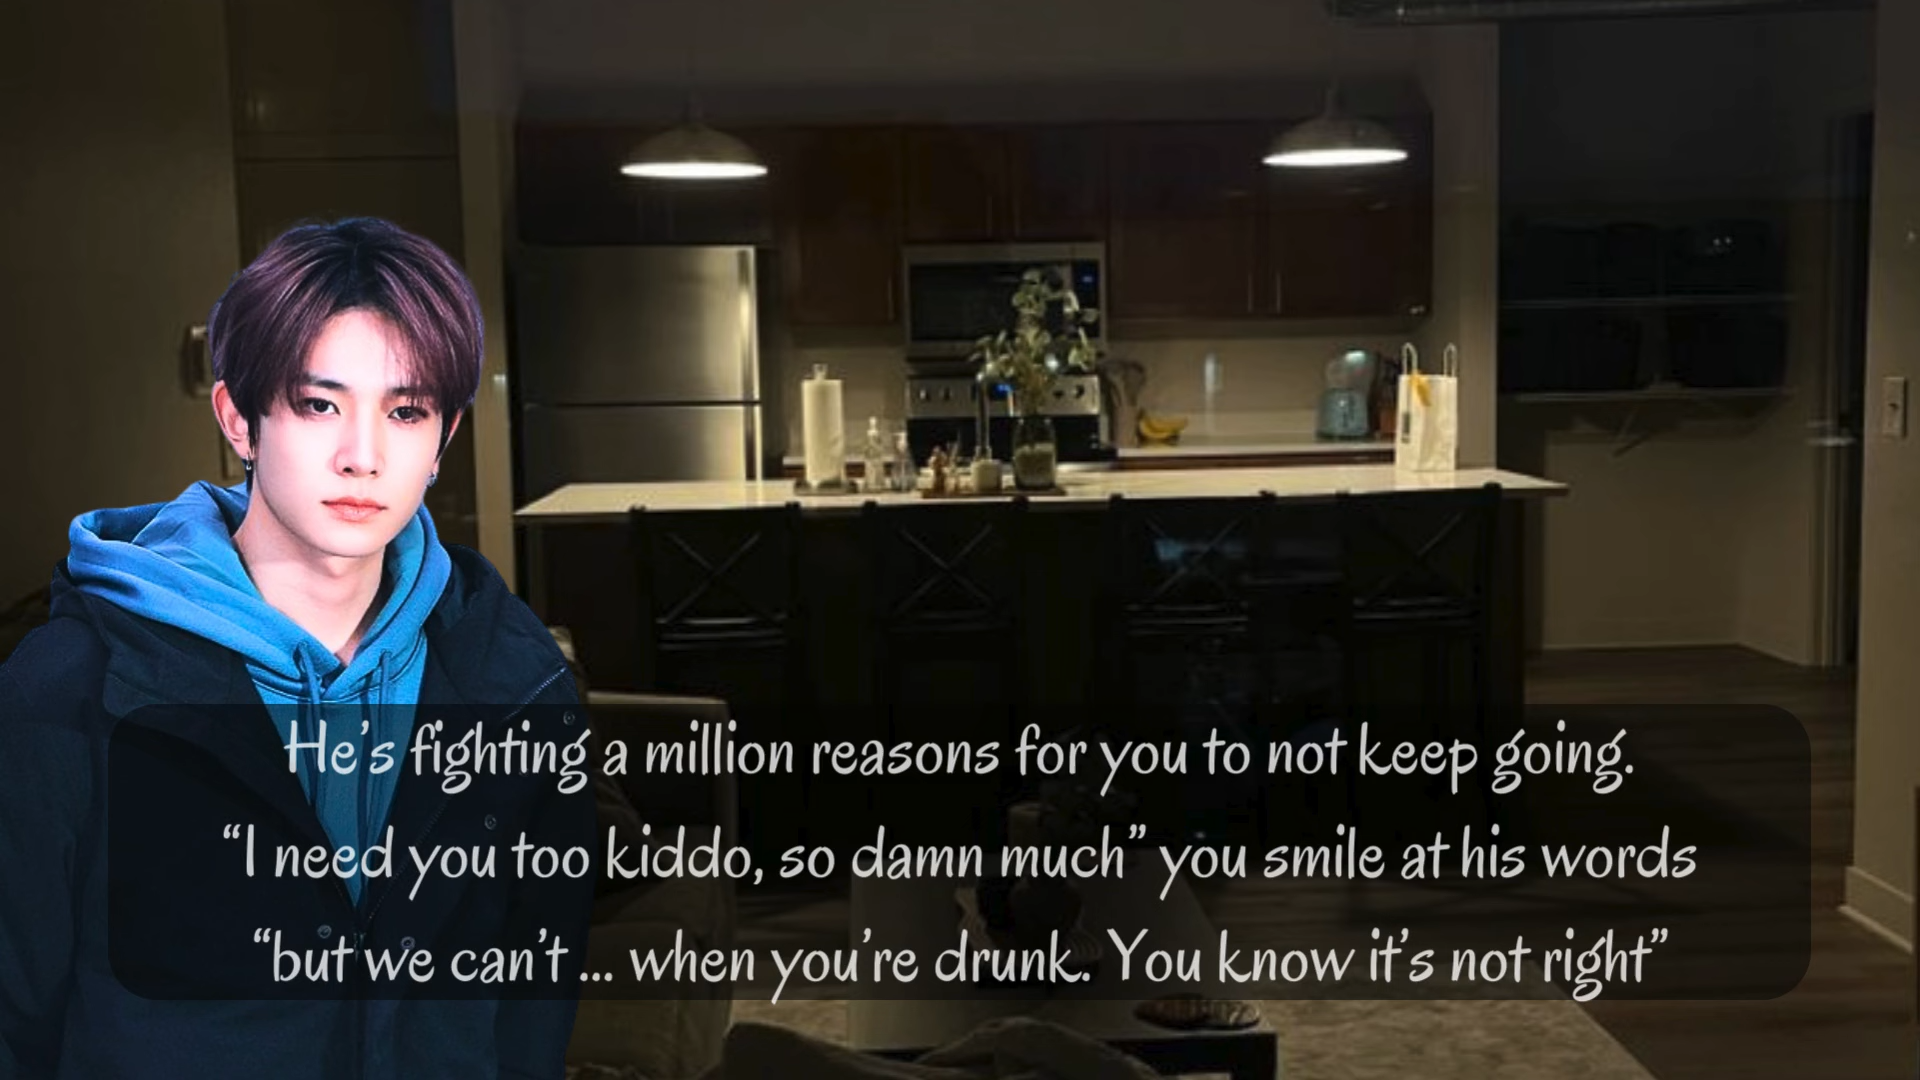 He’s fighting a million reasons for you to not keep going.
“I need you too kiddo, so damn much” you smile at his words
“but we can’t ... when you’re drunk. You know it’s not right”